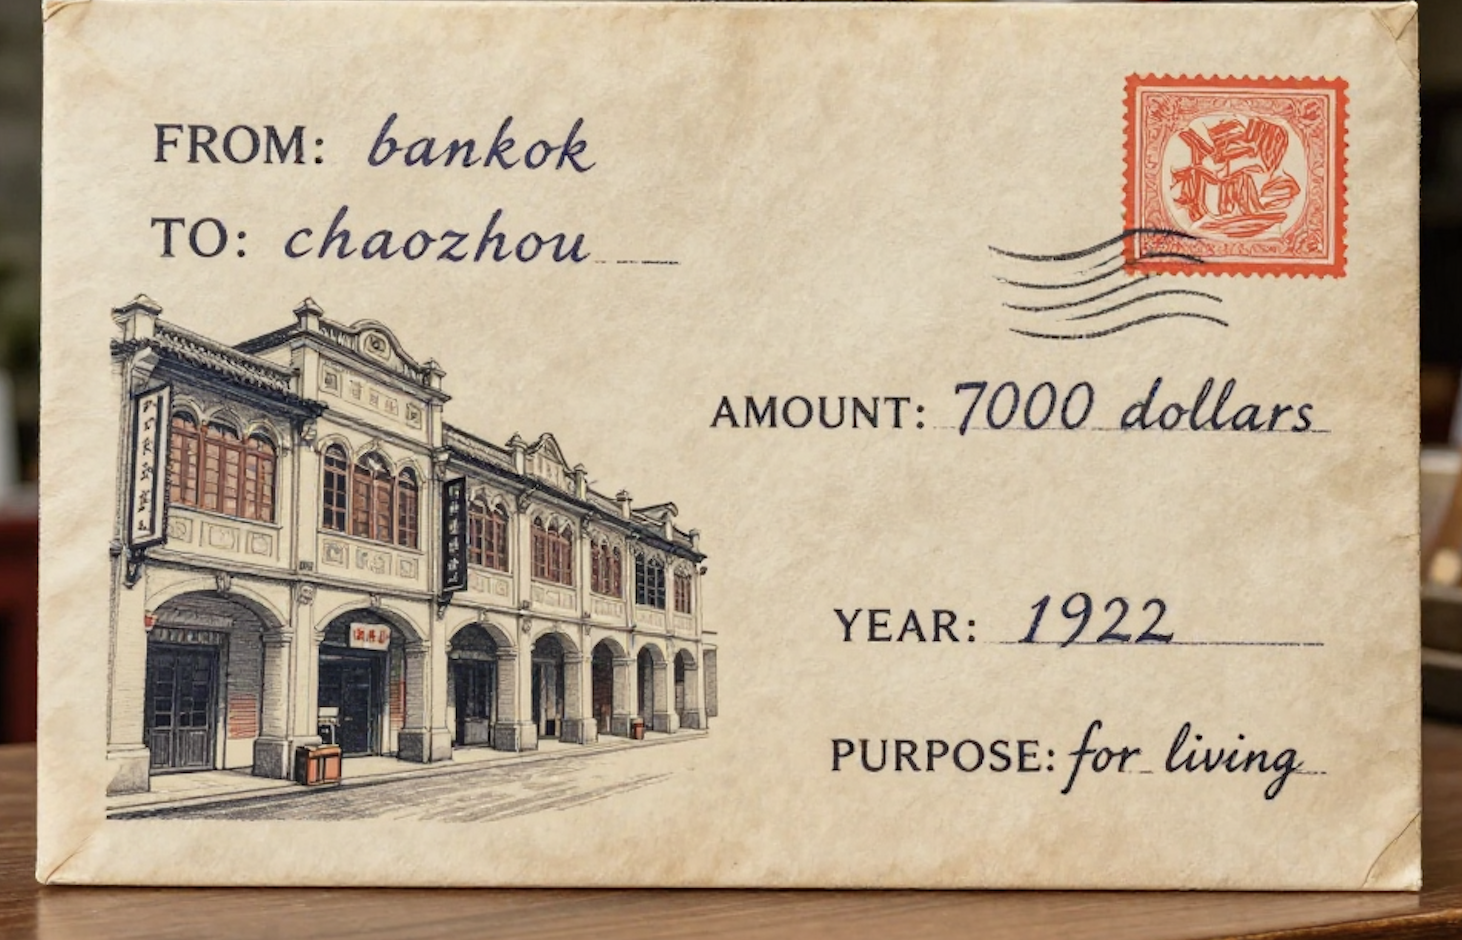 FROM: bankok
TO: chaozhou
AMOUNT: 7000 dollars
YEAR: 1922
PURPOSE: for living